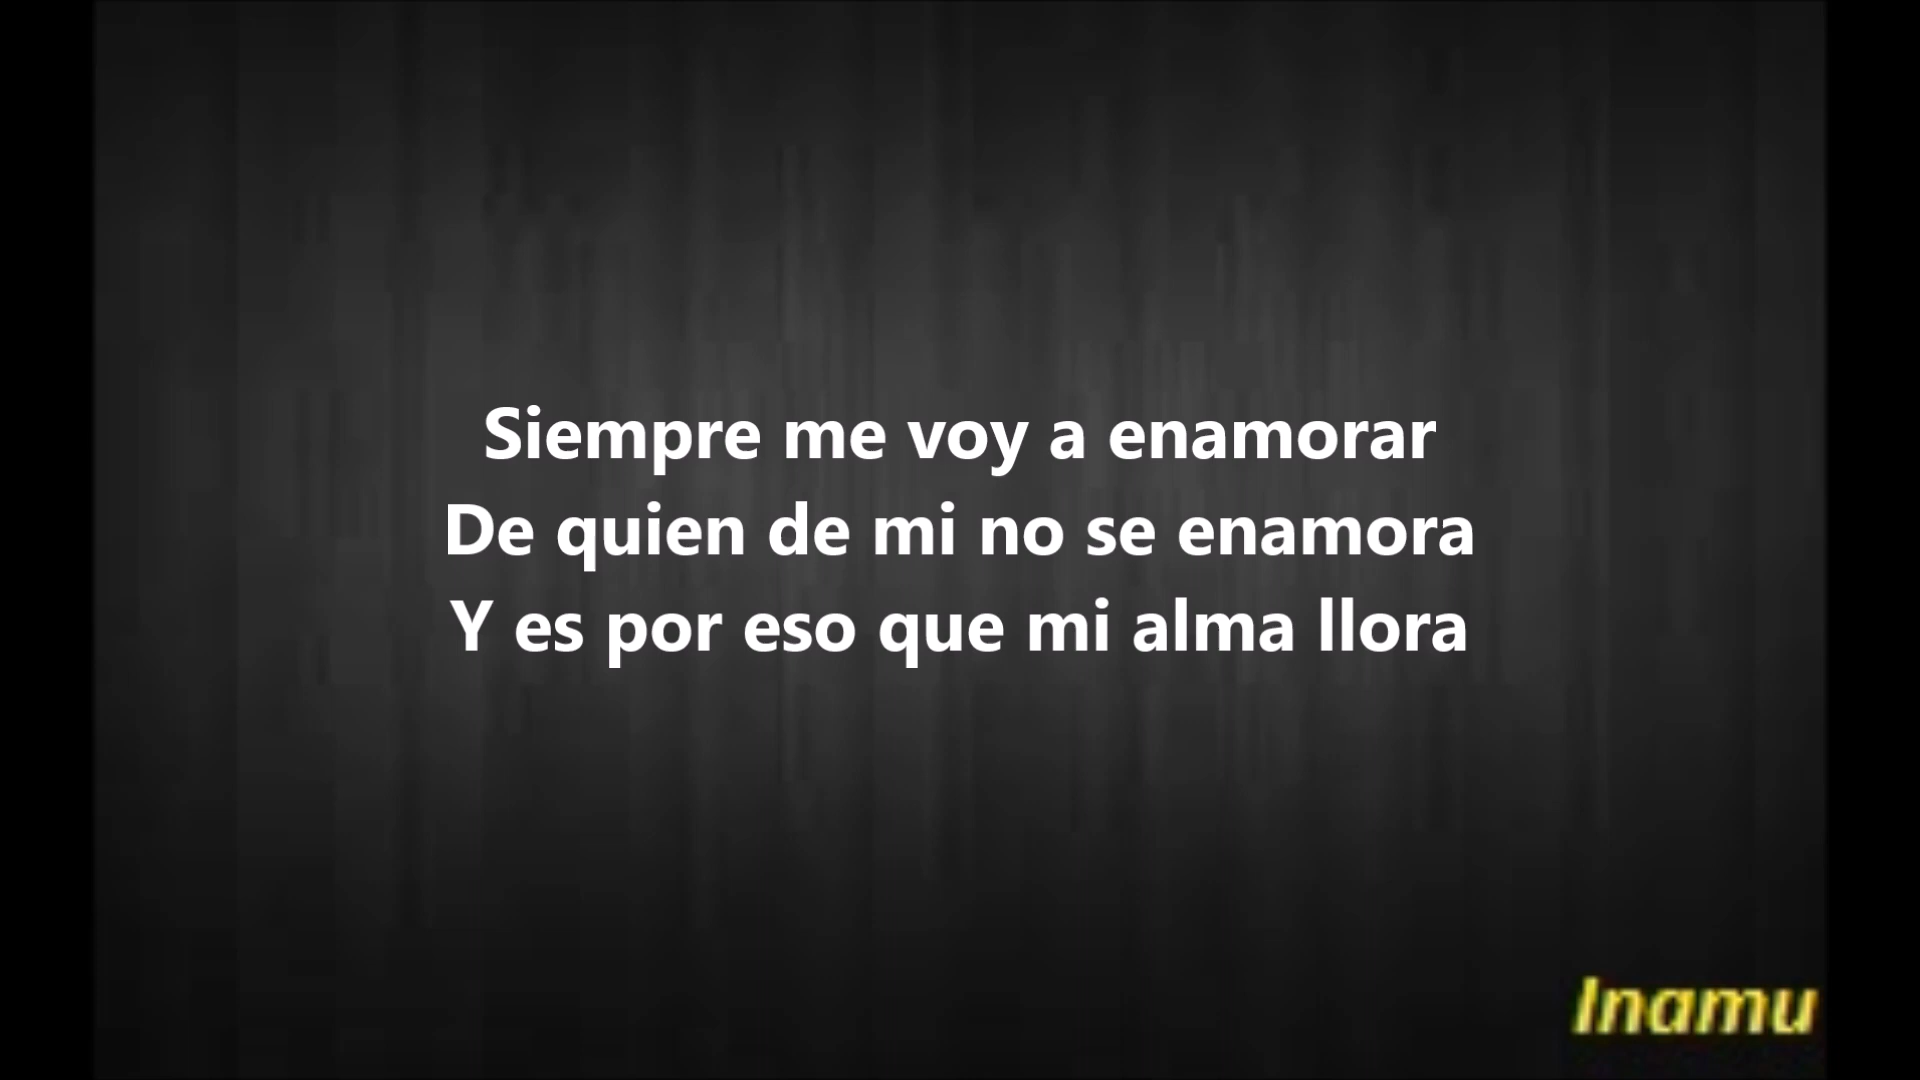 Siempre me voy a enamorar
De quien de mi no se enamora
Y es por eso que mi alma llora
Inamu